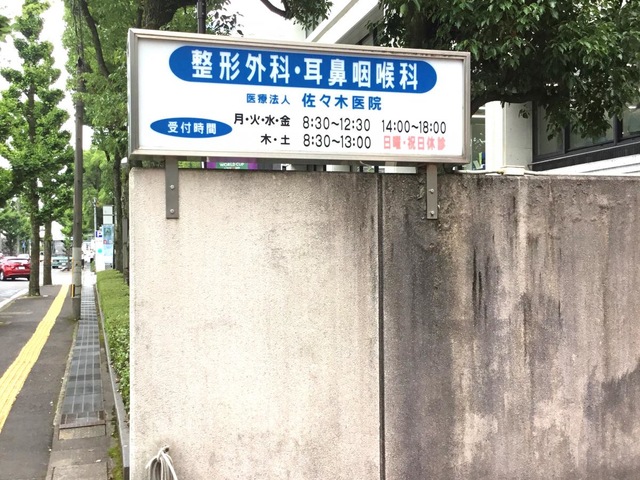 整形外科・耳鼻咽喉科
医療法人 佐々木医院
受付時間
月・火・水・金 8:30〜12:30 14:00〜18:00
木・土 8:30〜13:00 日曜・祝日休診
WORLD CUP